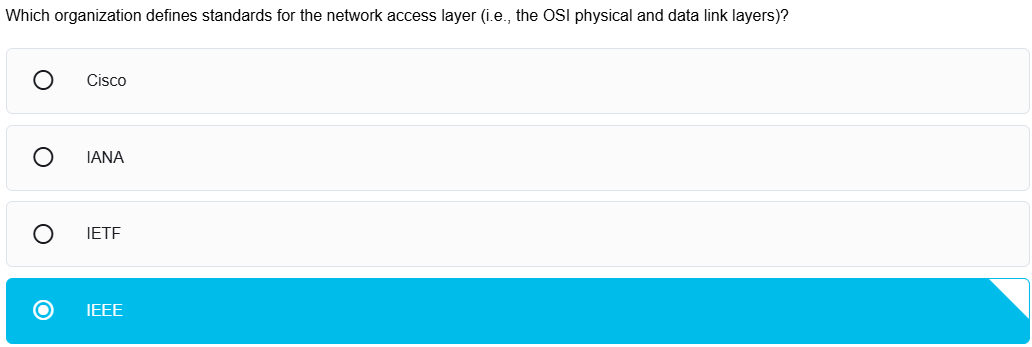 Which organization defines standards for the network access layer (i.e., the OSI physical and data link layers)?
Cisco
IANA
IETF
IEEE